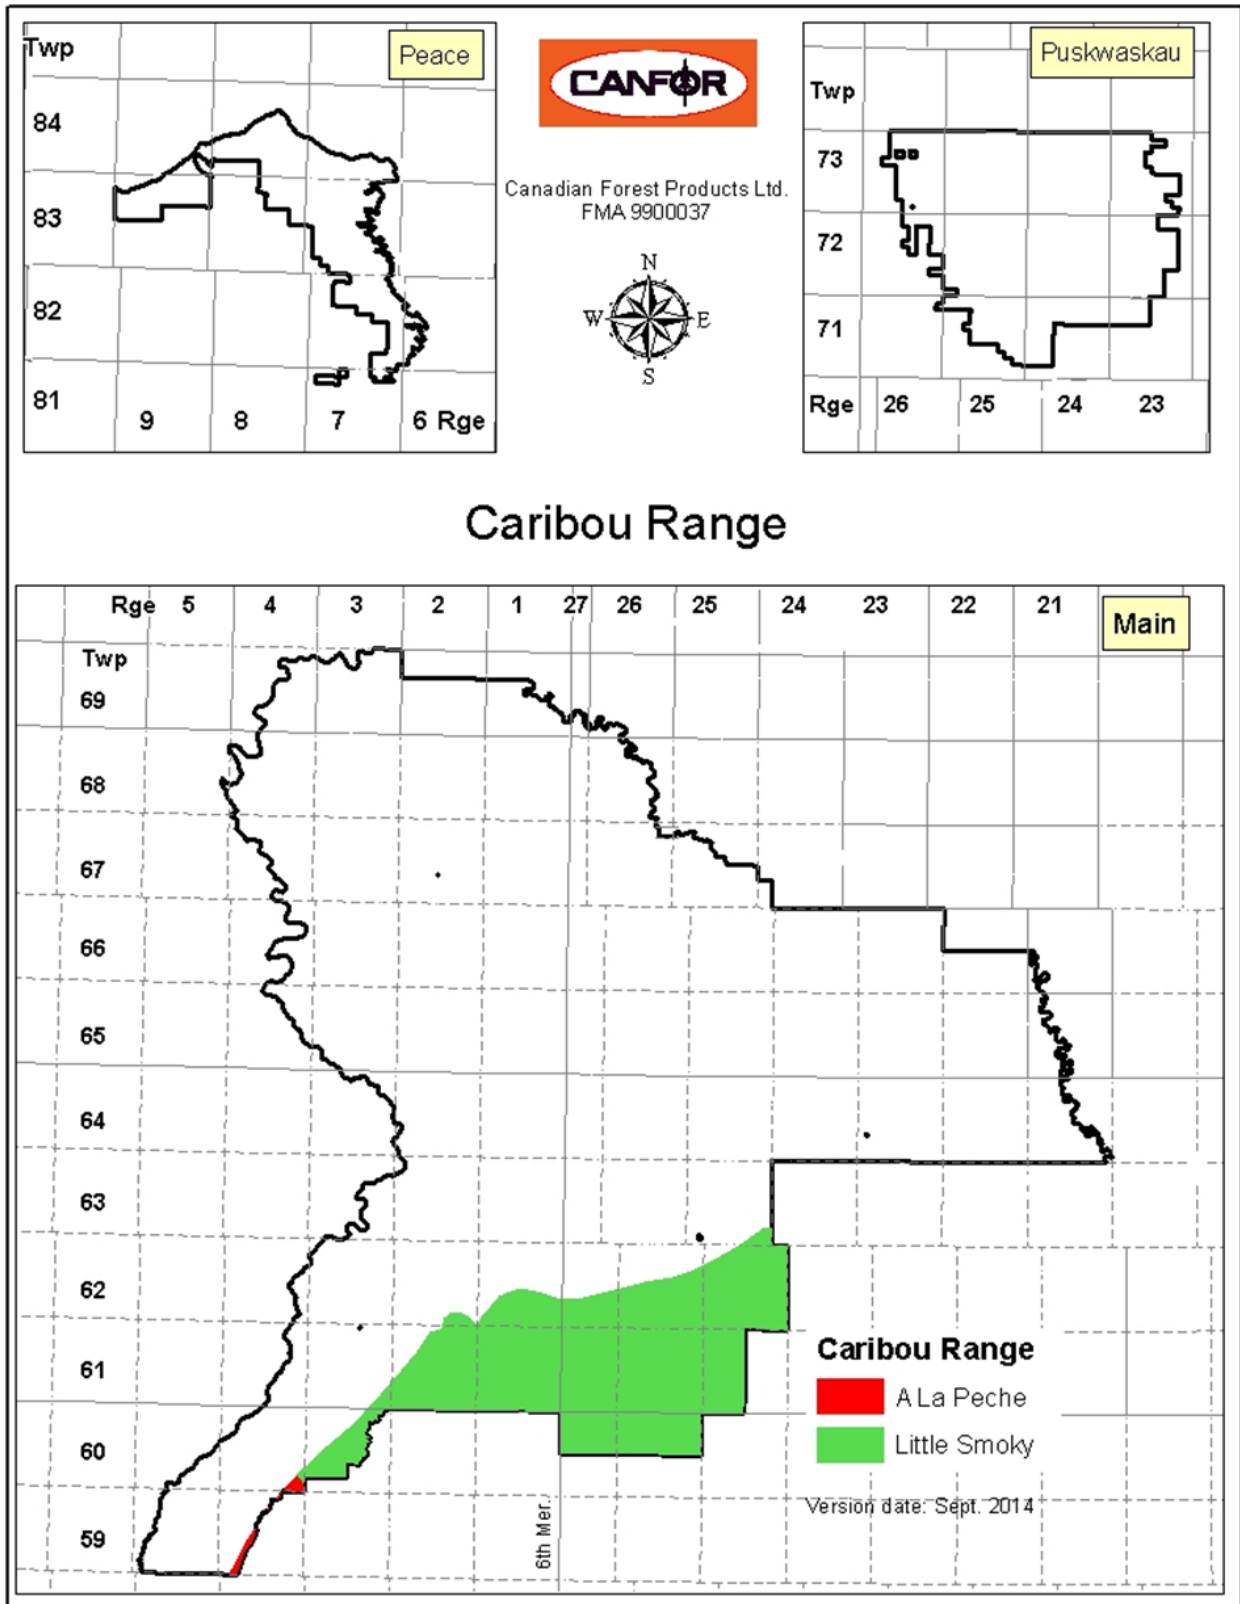 Twp
Peace
84
83
82
81
9 8 7 6 Rge
CANFOR
Canadian Forest Products Ltd.
FMA 9900037
N
W E
S
Puskwaskau
Twp
73
72
71
Rge 26 25 24 23
Caribou Range
Rge 5 4 3 2 1 27 26 25 24 23 22 21
Main
Twp
69
68
67
66
65
64
63
62
61
60
59
6th Mer.
Caribou Range
A La Peche
Little Smoky
Version date: Sept. 2014